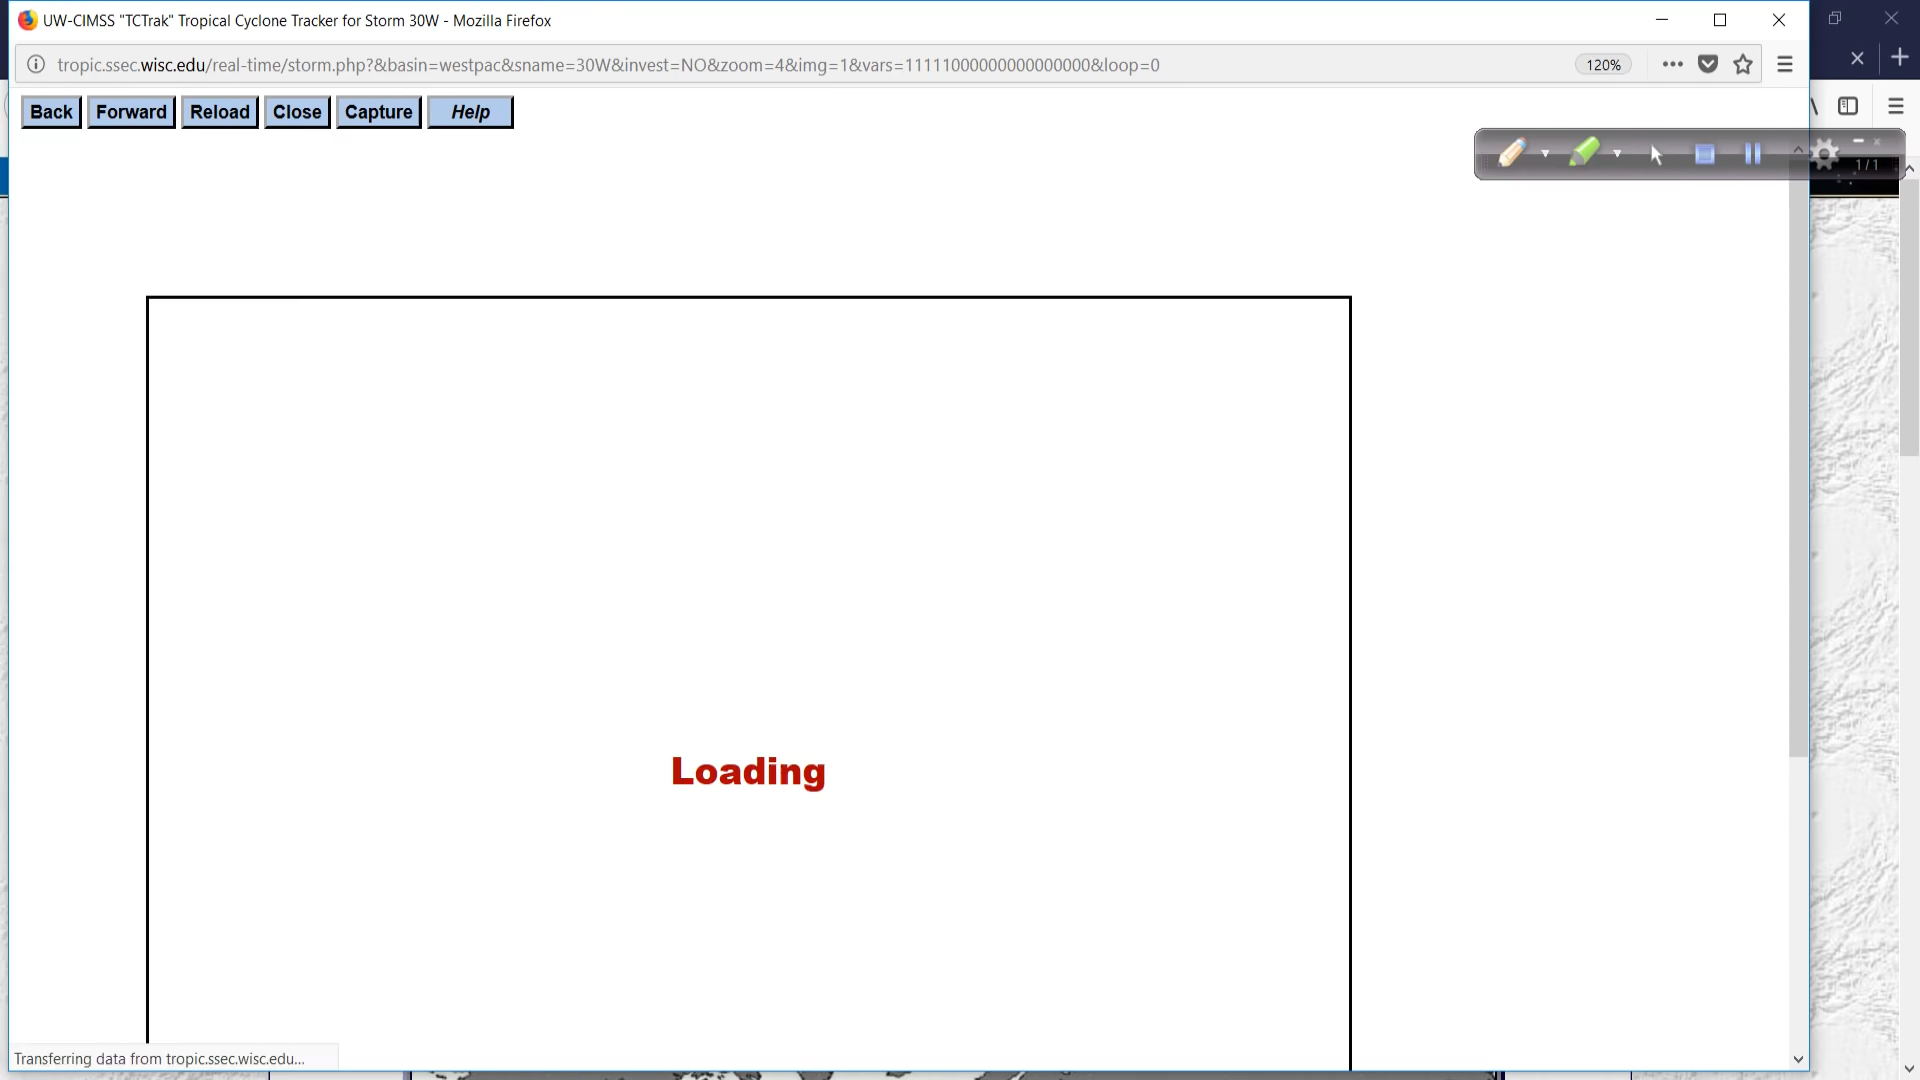 UW-CIMSS "TCTrak" Tropical Cyclone Tracker for Storm 30W - Mozilla Firefox
tropic.ssec.wisc.edu/real-time/storm.php?&basin=westpac&sname=30W&invest=NO&zoom=4&img=1&vars=11111000000000000000&loop=0
120%
Back Forward Reload Close Capture Help
1/1
Loading
Transferring data from tropic.ssec.wisc.edu...